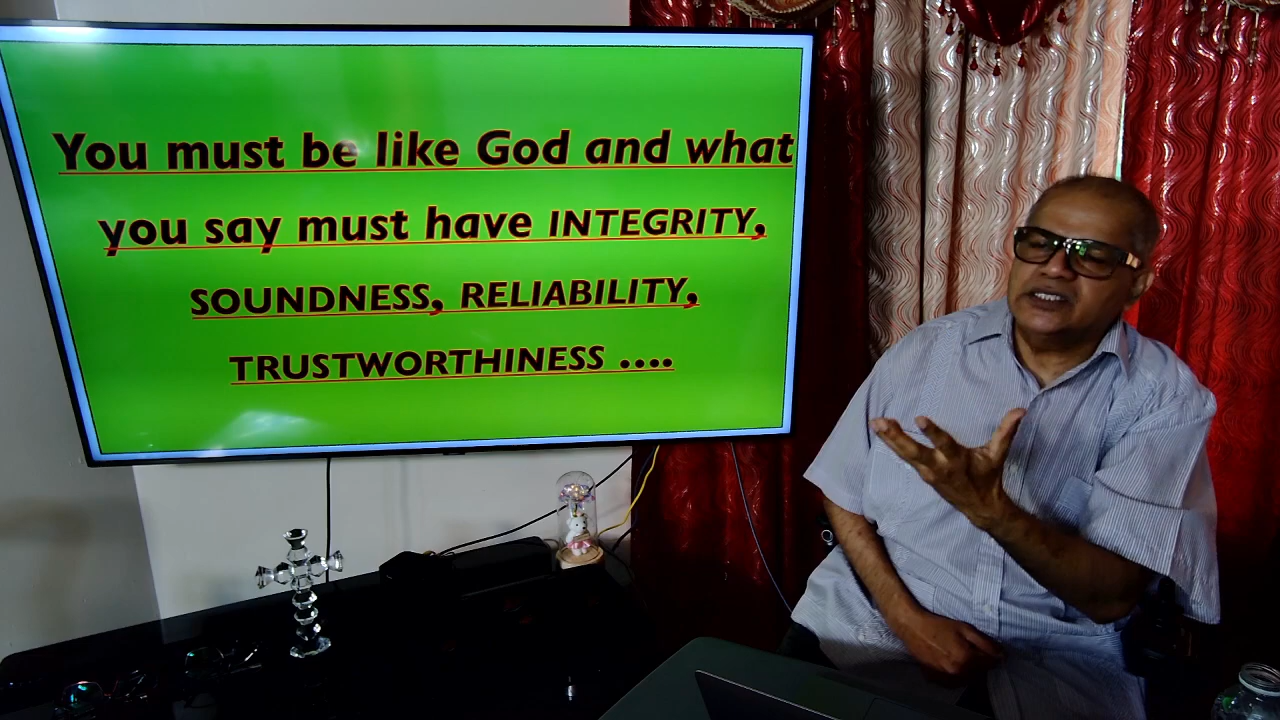 You must be like God and what
you say must have INTEGRITY,
SOUNDNESS, RELIABILITY,
TRUSTWORTHINESS ....